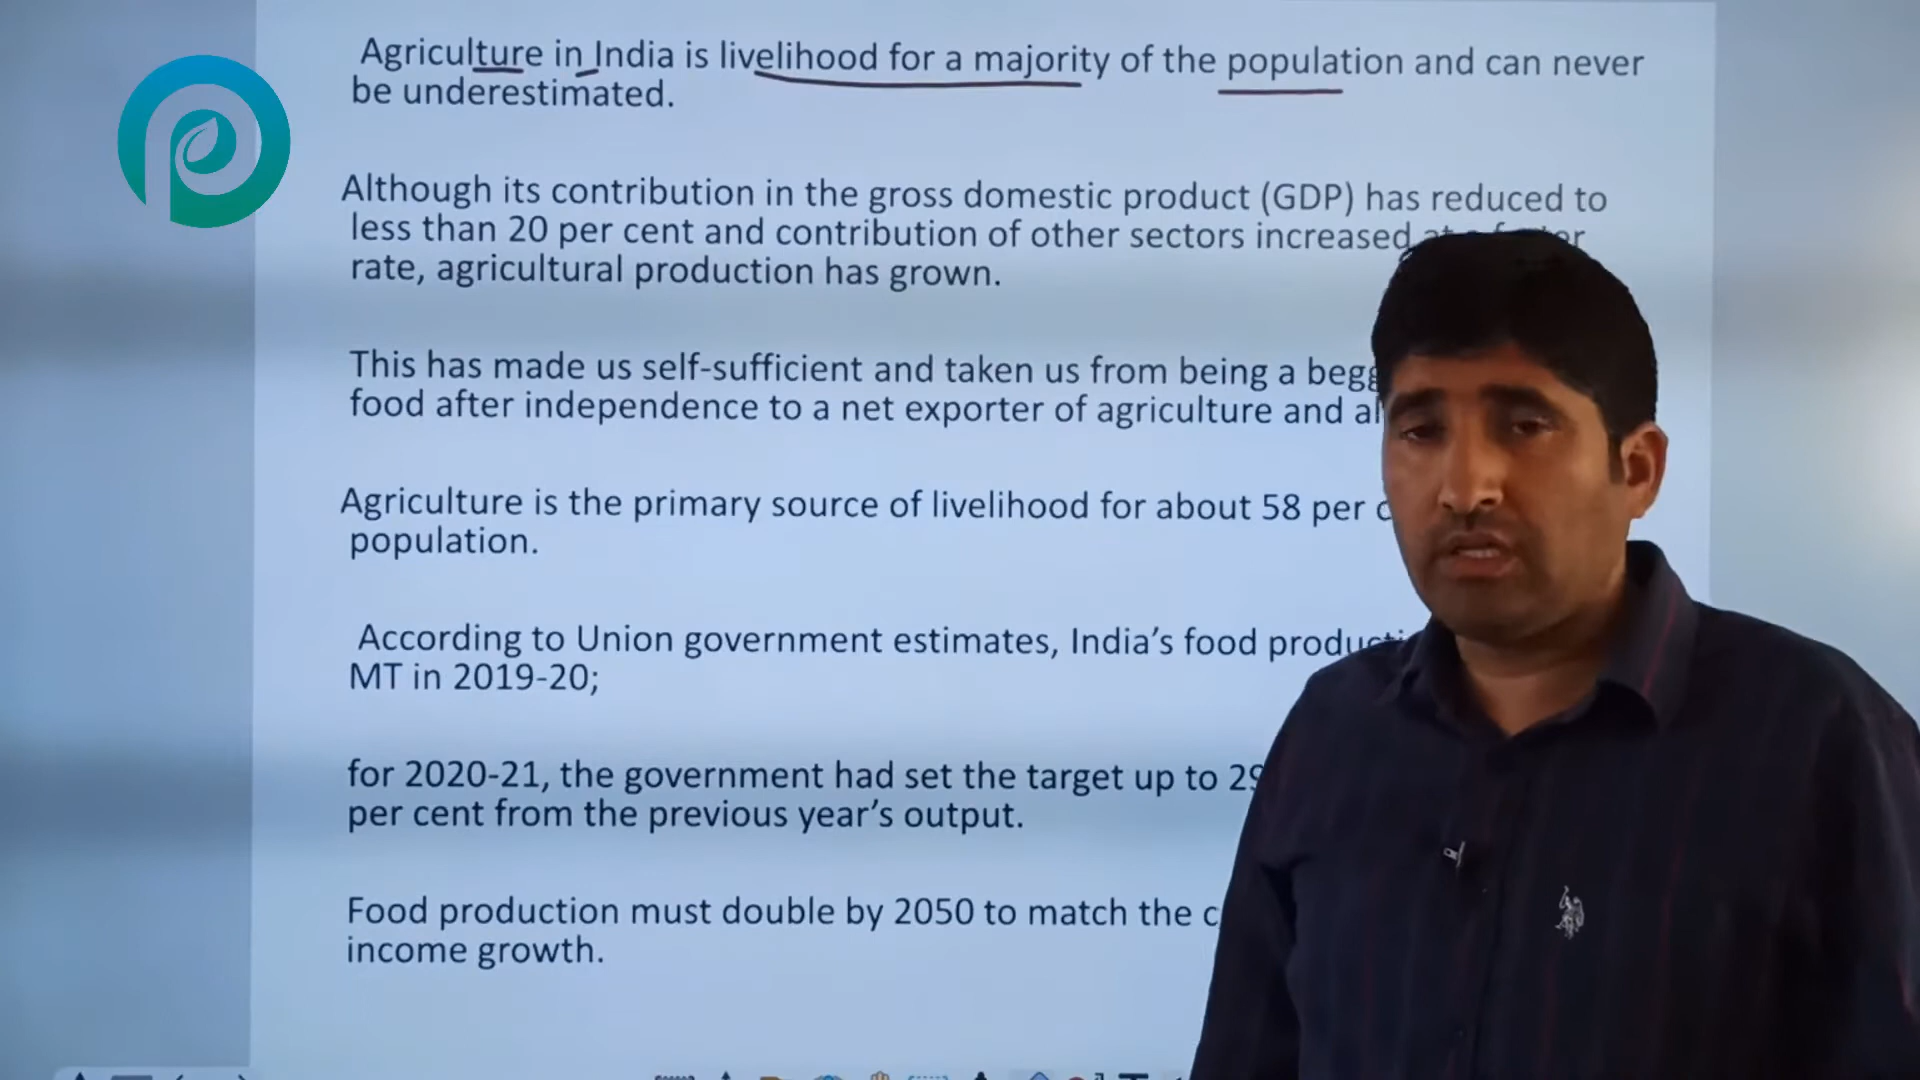 Agriculture in India is livelihood for a majority of the population and can never
be underestimated.
Although its contribution in the gross domestic product (GDP) has reduced to
less than 20 per cent and contribution of other sectors increased
rate, agricultural production has grown.
This has made us self-sufficient and taken us from being a
food after independence to a net exporter of agriculture and
Agriculture is the primary source of livelihood for about 58 per
population.
According to Union government estimates, India's food
MT in 2019-20;
for 2020-21, the government had set the target up to
per cent from the previous year's output.
Food production must double by 2050 to match the
income growth.